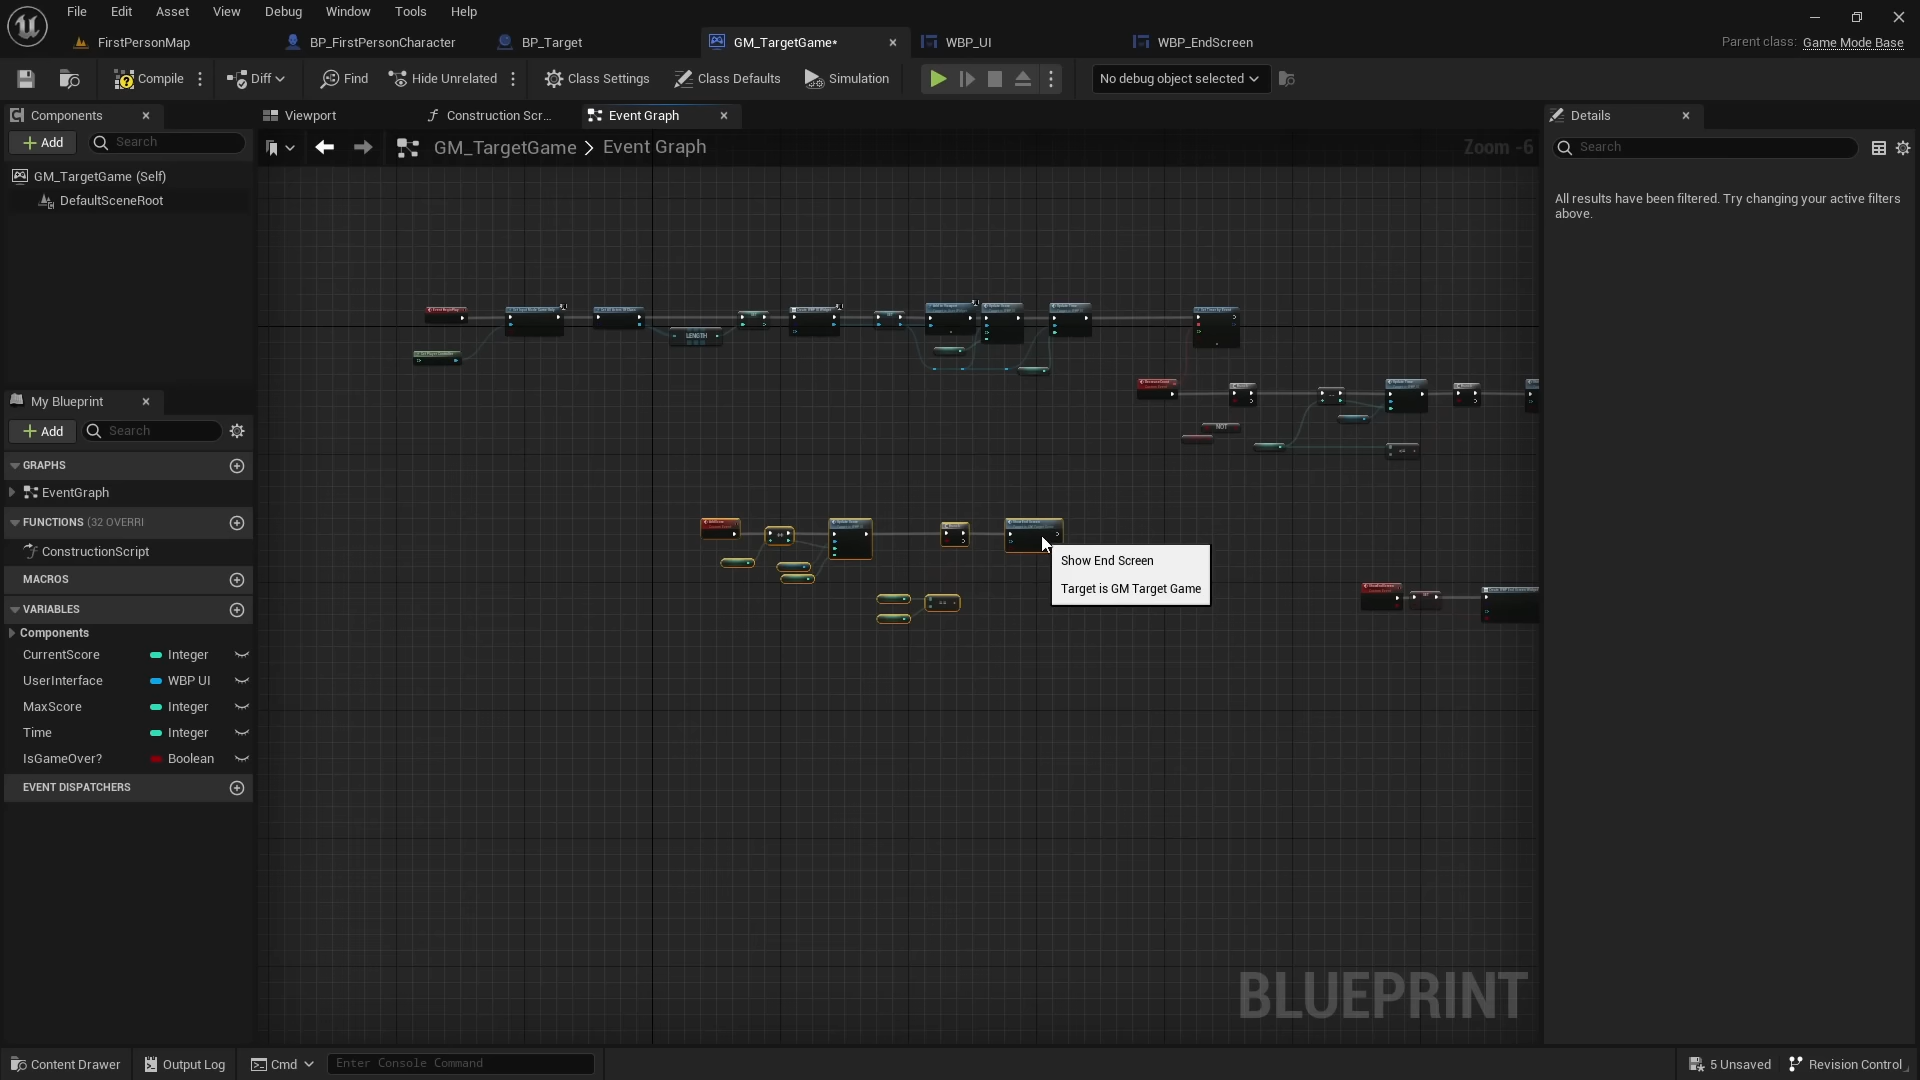 File Edit Asset View Debug Window Tools Help
FirstPersonMap BP_FirstPersonCharacter BP_Target GM_TargetGame* WBP_UI WBP_EndScreen Parent class: Game Mode Base
Compile Diff Find Hide Unrelated Class Settings Class Defaults Simulation No debug object selected
Components Viewport Construction Scr... Event Graph Details
Add Search GM_TargetGame > Event Graph Zoom -6 Search
GM_TargetGame (Self)
DefaultSceneRoot
All results have been filtered. Try changing your active filters
above.
LENGTH
NOT
My Blueprint
Add Search
GRAPHS
EventGraph
FUNCTIONS (32 OVERRI
ConstructionScript
MACROS
VARIABLES
Components
CurrentScore Integer
UserInterface WBP UI
MaxScore Integer
Time Integer
IsGameOver? Boolean
EVENT DISPATCHERS
Show End Screen
Target is GM Target Game
BLUEPRINT
Content Drawer Output Log Cmd Enter Console Command 5 Unsaved Revision Control